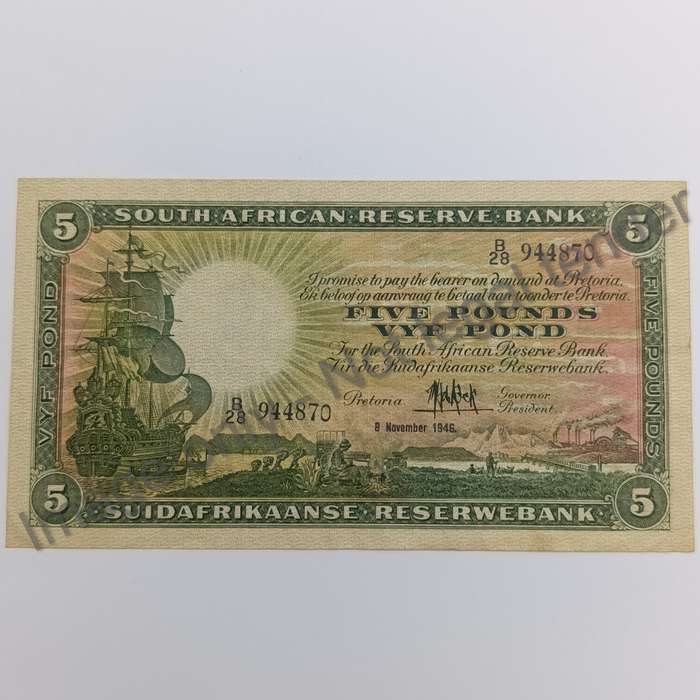 5 SOUTH AFRICAN RESERVE BANK 5
B/28 944870
I promise to pay the bearer on demand at Pretoria.
Ek beloof op aanvraag te betaal aan toonder te Pretoria.
FIVE POUNDS
VYF POND
For the South African Reserve Bank.
Vir die Suidafrikaanse Reserwebank.
B/28 944870
Pretoria
Governor
President.
8 November 1946.
VYF POND
FIVE POUNDS
5 SUIDAFRIKAANSE RESERWEBANK 5